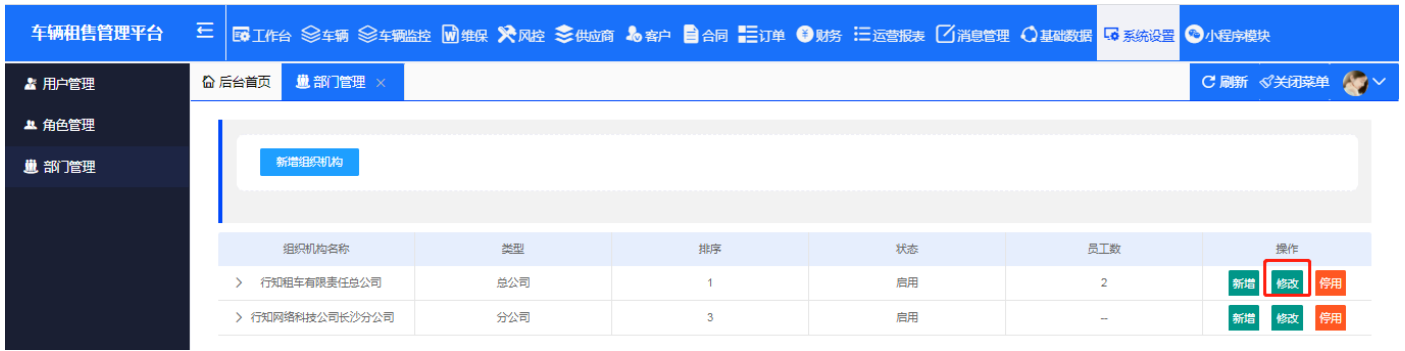 车辆租售管理平台 工作台 车辆 车辆监控 维保 风控 供应商 客户 合同 订单 财务 运营报表 消息管理 基础数据 系统设置 小程序模块
用户管理 后台首页 部门管理 × 刷新 关闭菜单
角色管理
部门管理
新增组织机构
组织机构名称 类型 排序 状态 员工数 操作
行知租车有限责任总公司 总公司 1 启用 2 新增 修改 停用
行知网络科技公司长沙分公司 分公司 3 启用 -- 新增 修改 停用